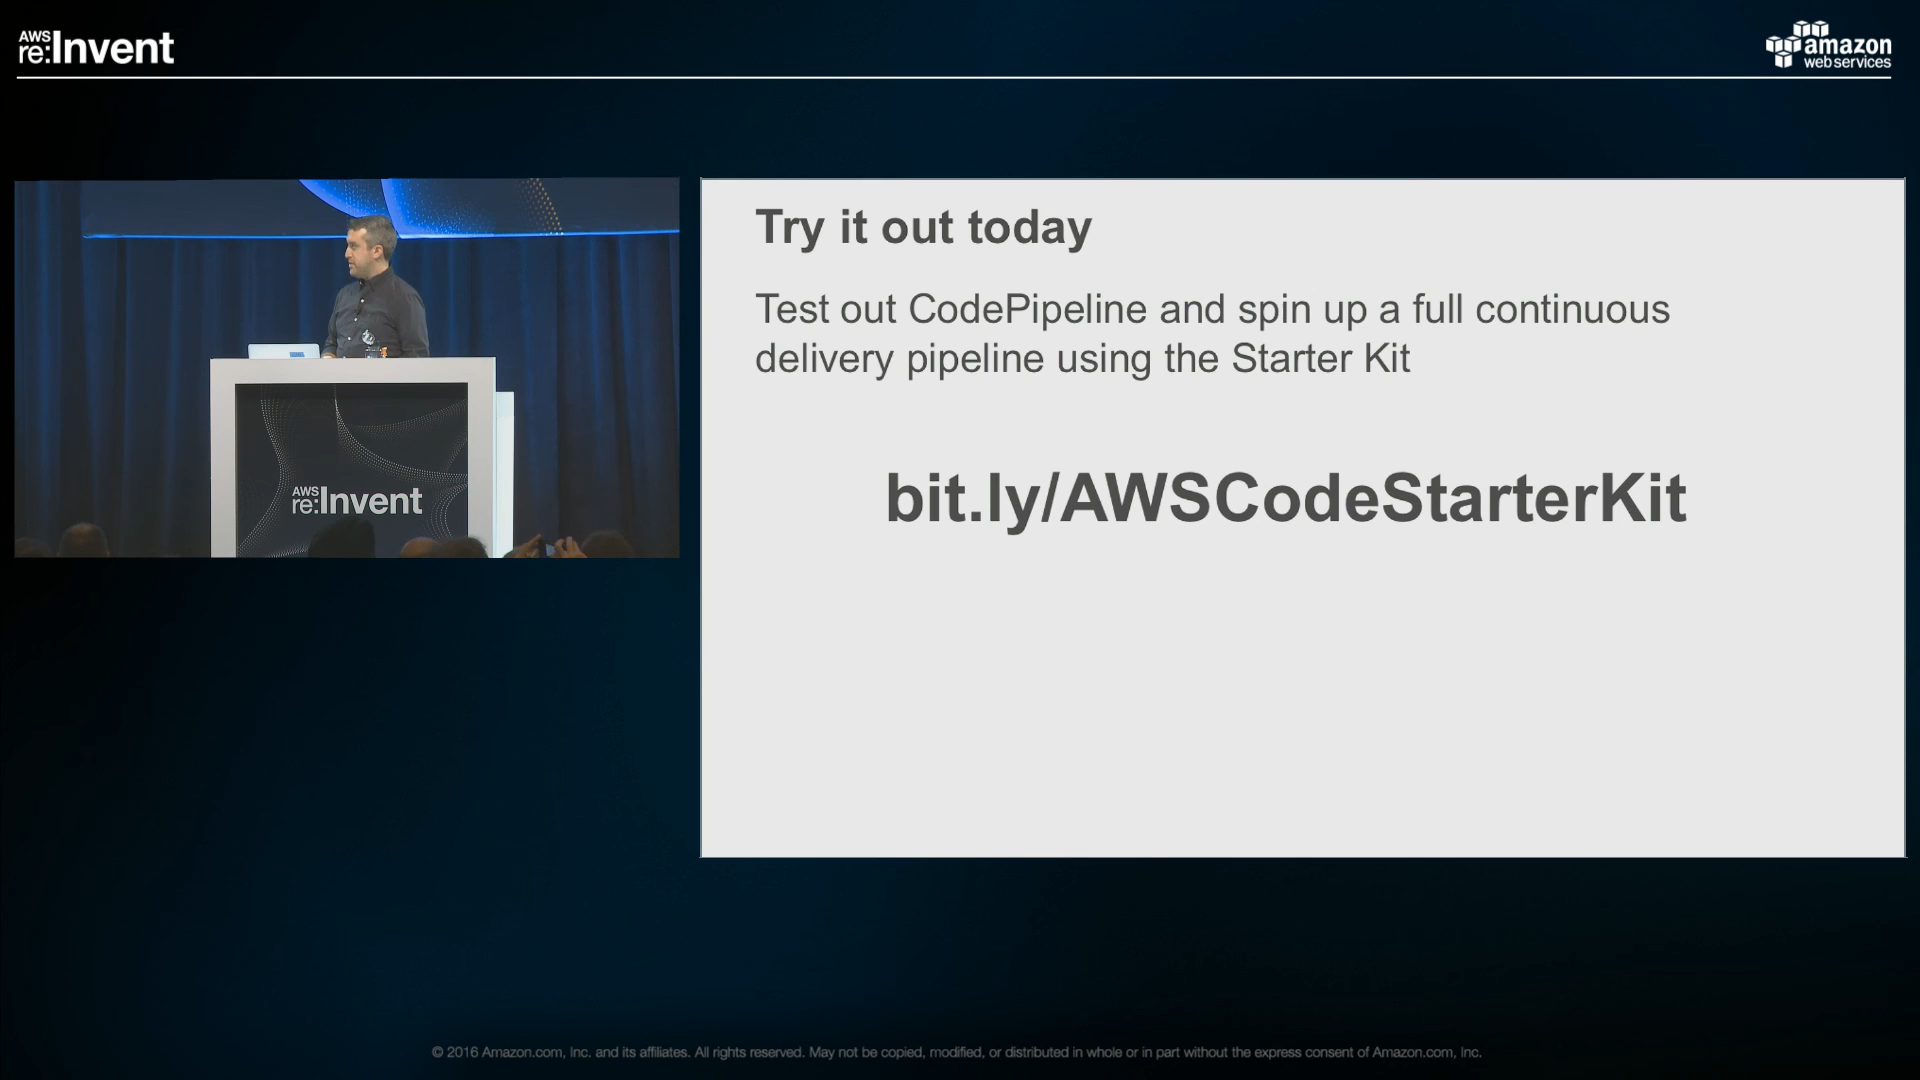 AWS
re:Invent
amazon
web services
Try it out today
Test out CodePipeline and spin up a full continuous
delivery pipeline using the Starter Kit
bit.ly/AWSCodeStarterKit
AWS
re:Invent
© 2016 Amazon.com, Inc. and its affiliates. All rights reserved. May not be copied, modified, or distributed in whole or in part without the express consent of Amazon.com, Inc.